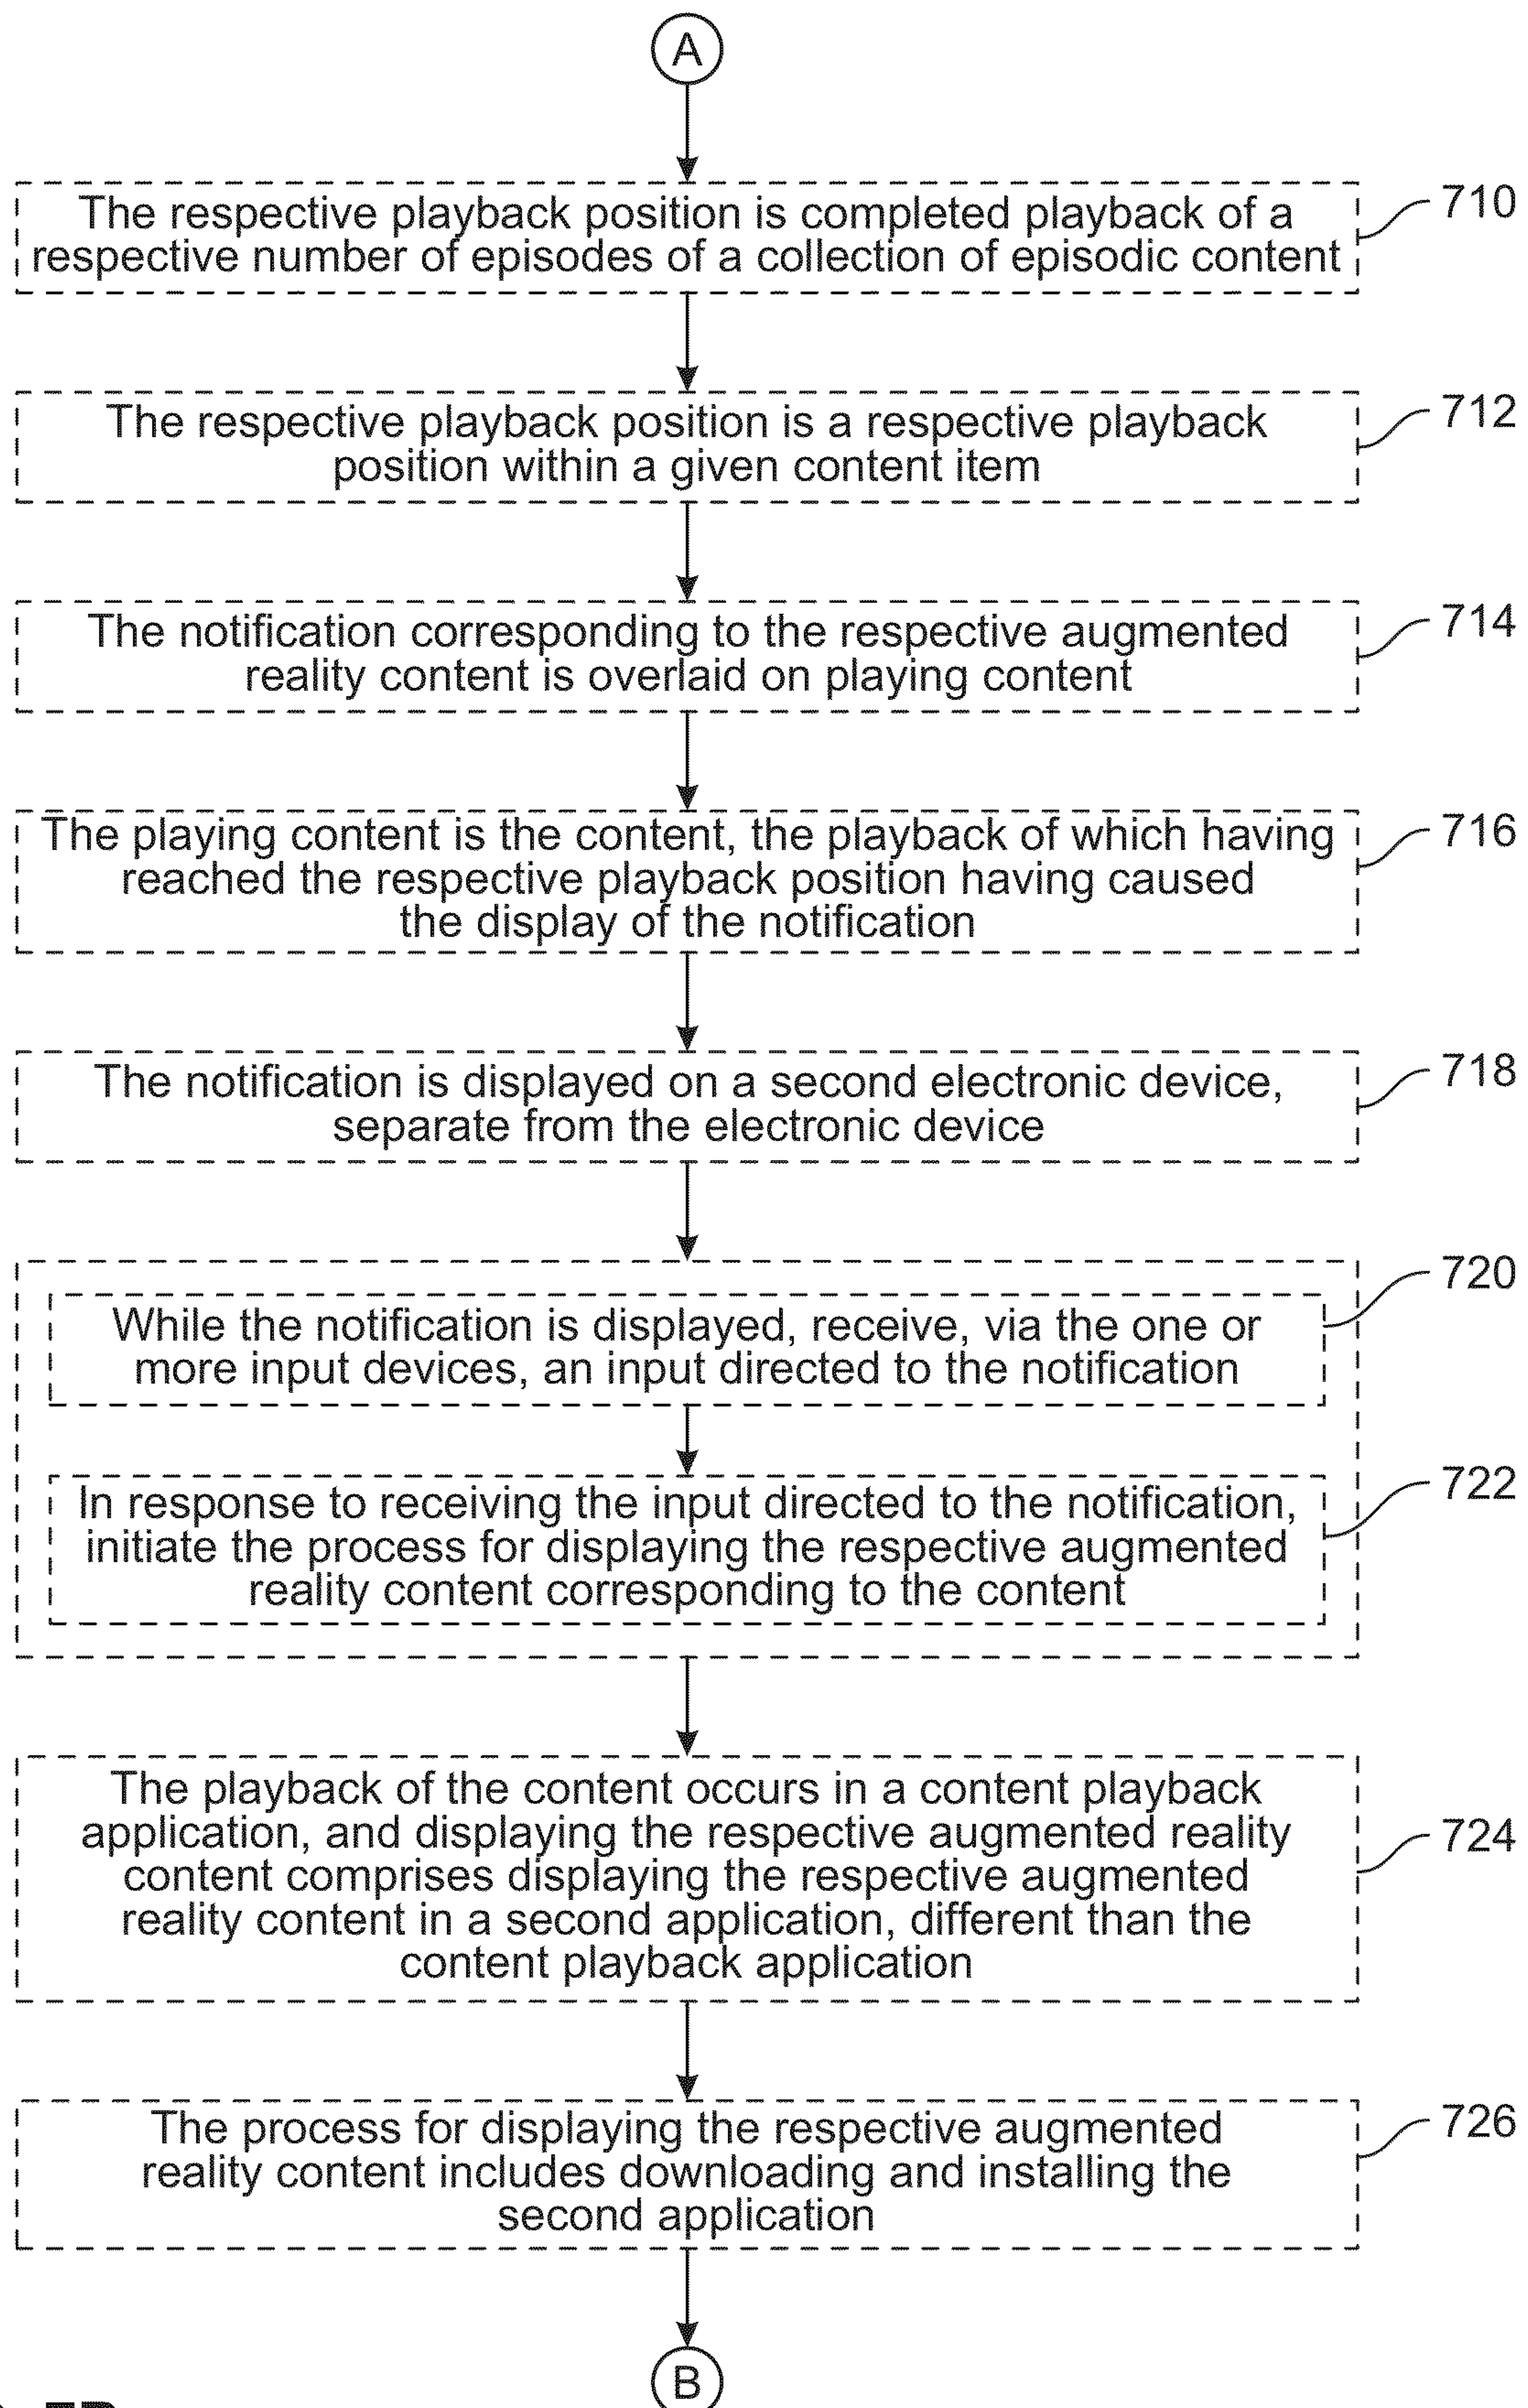 A
The respective playback position is completed playback of a
respective number of episodes of a collection of episodic content
710
The respective playback position is a respective playback
position within a given content item
712
The notification corresponding to the respective augmented
reality content is overlaid on playing content
714
The playing content is the content, the playback of which having
reached the respective playback position having caused
the display of the notification
716
The notification is displayed on a second electronic device,
separate from the electronic device
718
While the notification is displayed, receive, via the one or
more input devices, an input directed to the notification
720
In response to receiving the input directed to the notification,
initiate the process for displaying the respective augmented
reality content corresponding to the content
722
The playback of the content occurs in a content playback
application, and displaying the respective augmented reality
content comprises displaying the respective augmented
reality content in a second application, different than the
content playback application
724
The process for displaying the respective augmented
reality content includes downloading and installing the
second application
726
B